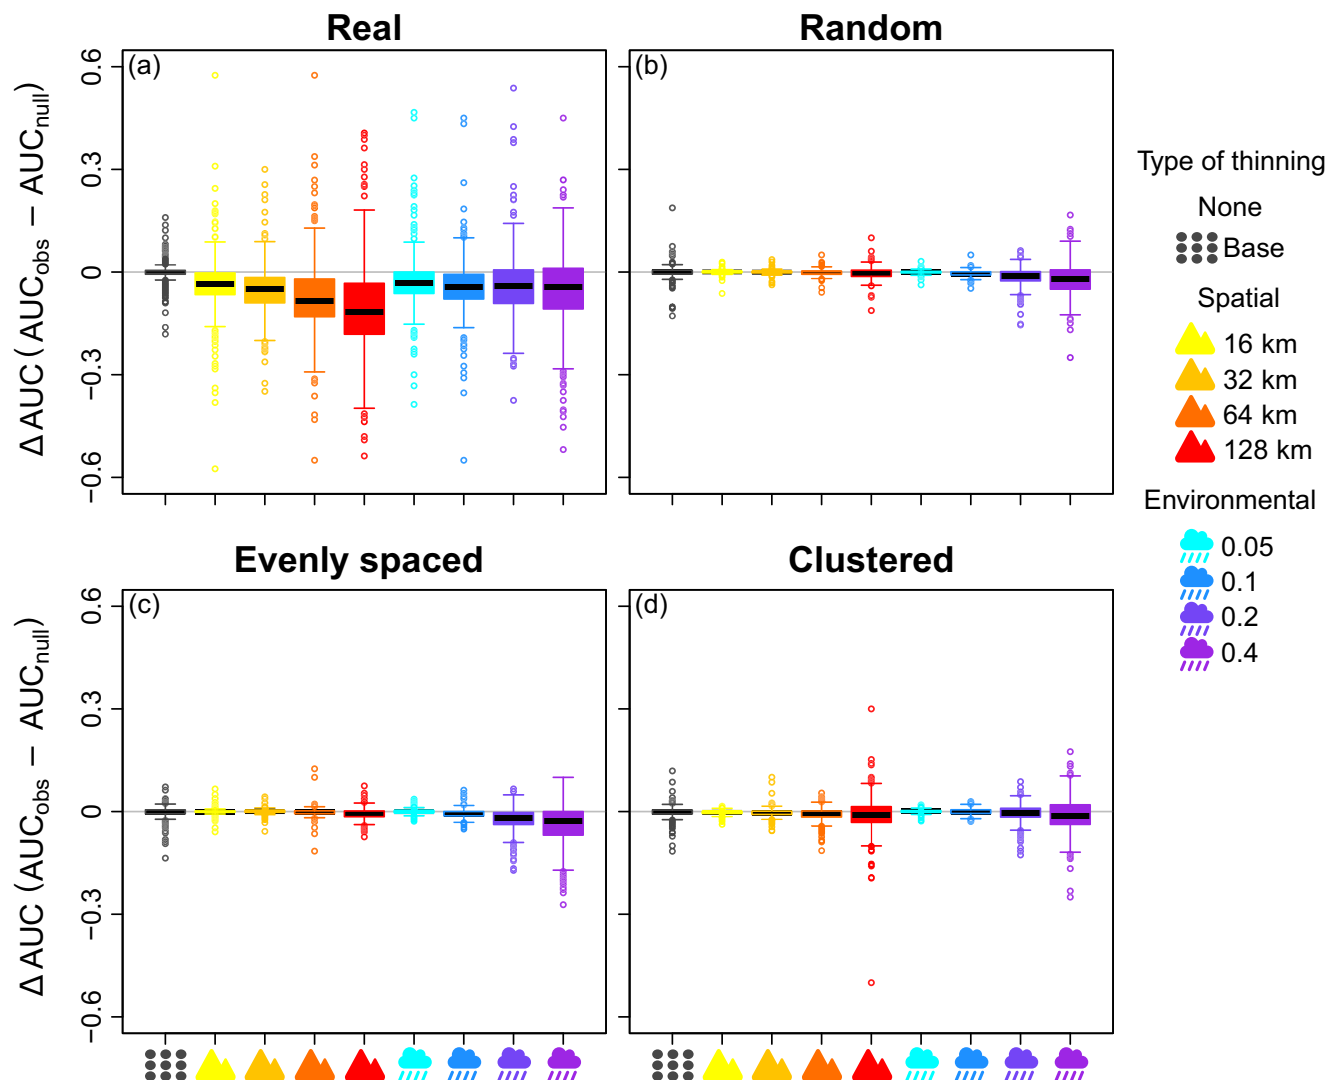 Real
Random
(a)
(b)
0.6
0.3
0
−0.3
−0.6
Δ AUC (AUCobs − AUCnull)
Type of thinning
None
Base
Spatial
16 km
32 km
64 km
128 km
Environmental
0.05
0.1
0.2
0.4
Evenly spaced
Clustered
(c)
(d)
0.6
0.3
0
−0.3
−0.6
Δ AUC (AUCobs − AUCnull)